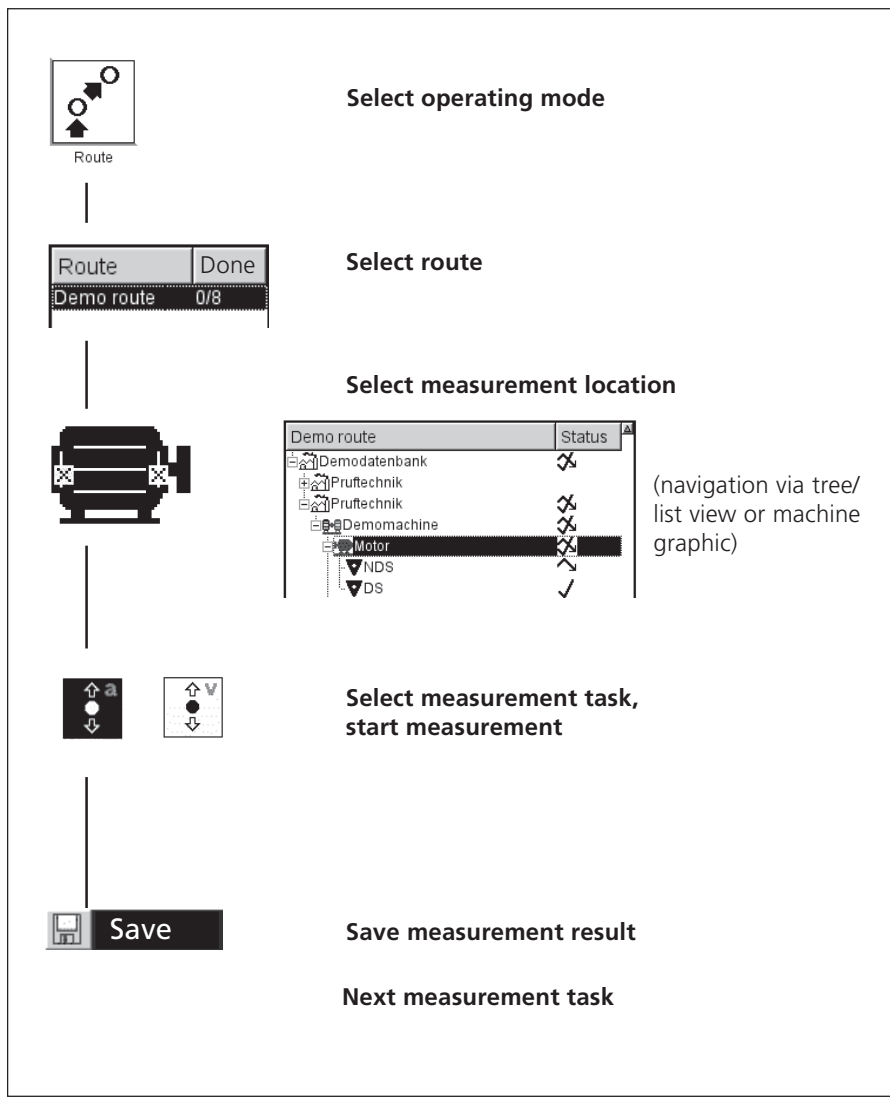 Select operating mode
Route
Route Done
Demo route 0/8
Select route
Select measurement location
Demo route Status
Demodatenbank
Pruftechnik
Pruftechnik
Demomachine
Motor
NDS
DS
(navigation via tree/
list view or machine
graphic)
a v
Select measurement task,
start measurement
Save
Save measurement result
Next measurement task